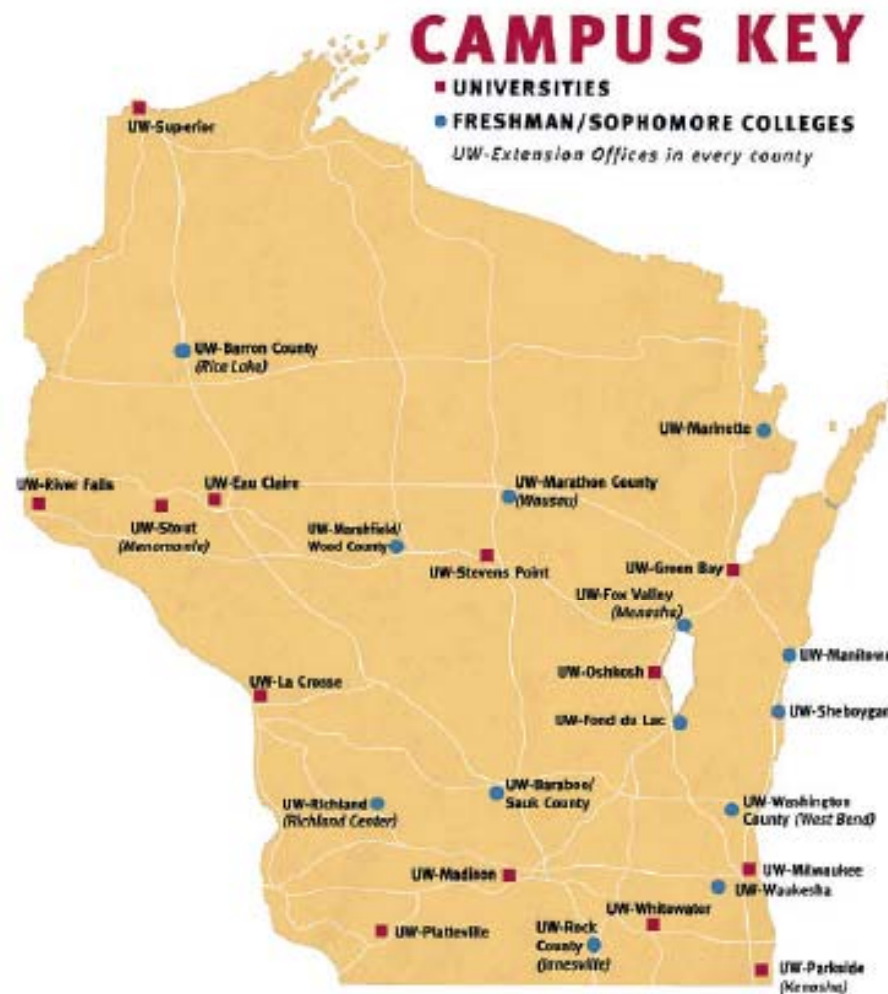 CAMPUS KEY
UNIVERSITIES
FRESHMAN/SOPHOMORE COLLEGES
UW-Extension Offices in every county
UW-Superior
UW-Barron County
(Rice Lake)
UW-Marinette
UW-River Falls
UW-Eau Claire
UW-Marathon County
(Wausau)
UW-Stout
(Menomonie)
UW-Marshfield/
Wood County
UW-Stevens Point
UW-Green Bay
UW-Fox Valley
(Menasha)
UW-Manitow
UW-Oshkosh
UW-La Crosse
UW-Sheboygan
UW-Fond du Lac
UW-Baraboo/
Sauk County
UW-Richland
(Richland Center)
UW-Washington
County (West Bend)
UW-Madison
UW-Milwaukee
UW-Waukesha
UW-Whitewater
UW-Platteville
UW-Rock
County
(Janesville)
UW-Parkside
(Kenosha)